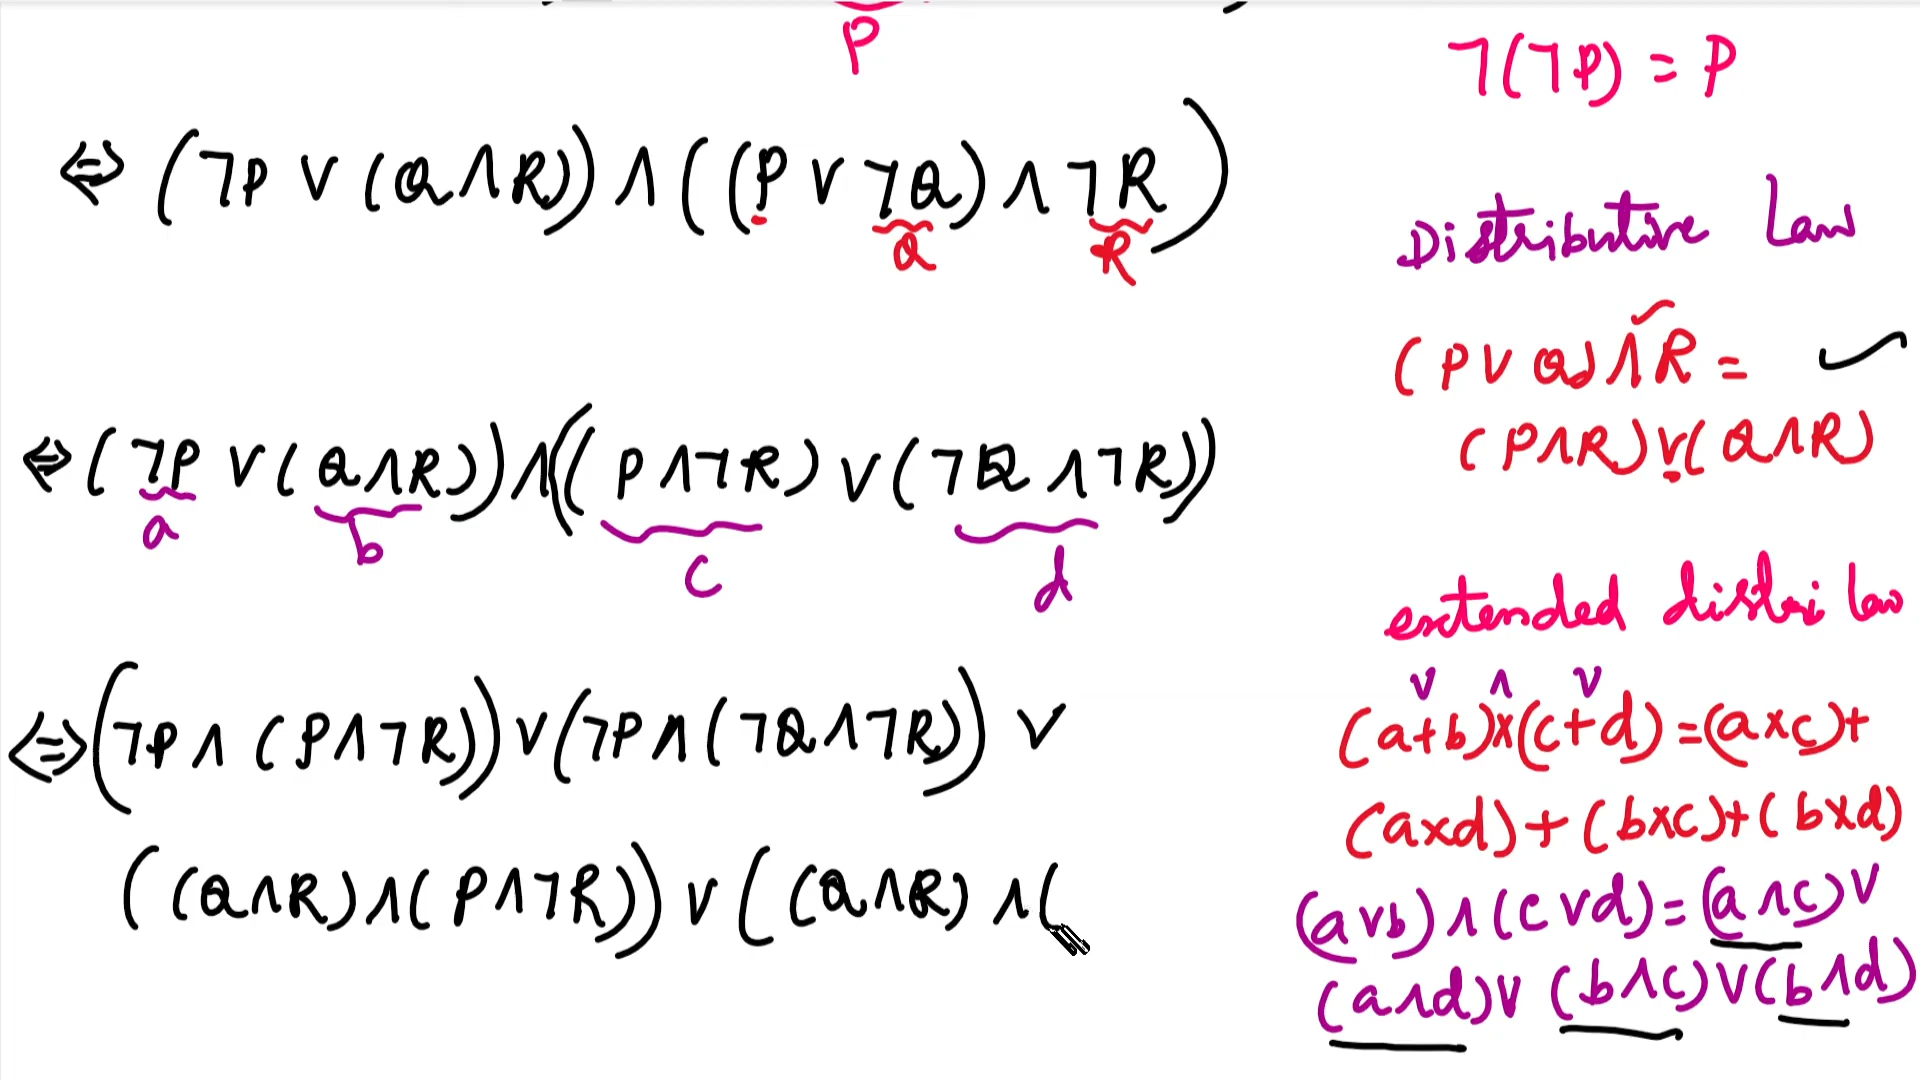 P
⇔ (¬P ∨ (Q ∧ R)) ∧ ((P ∨ ¬Q) ∧ ¬R)
Q R
⇔ (¬P ∨ (Q ∧ R)) ∧ ((P ∧ ¬R) ∨ (¬Q ∧ ¬R))
a b c d
⇔ (¬P ∧ (P ∧ ¬R)) ∨ (¬P ∧ (¬Q ∧ ¬R)) ∨
((Q ∧ R) ∧ (P ∧ ¬R)) ∨ ((Q ∧ R) ∧ (
¬(¬P) = P
Distributive Law
(P ∨ Q) ∧ R =
(P ∧ R) ∨ (Q ∧ R)
extended distri law
∨ ∧ ∨
(a+b)×(c+d) = (a×c)+
(a×d)+(b×c)+(b×d)
(a∨b)∧(c∨d) = (a∧c)∨
(a∧d)∨(b∧c)∨(b∧d)